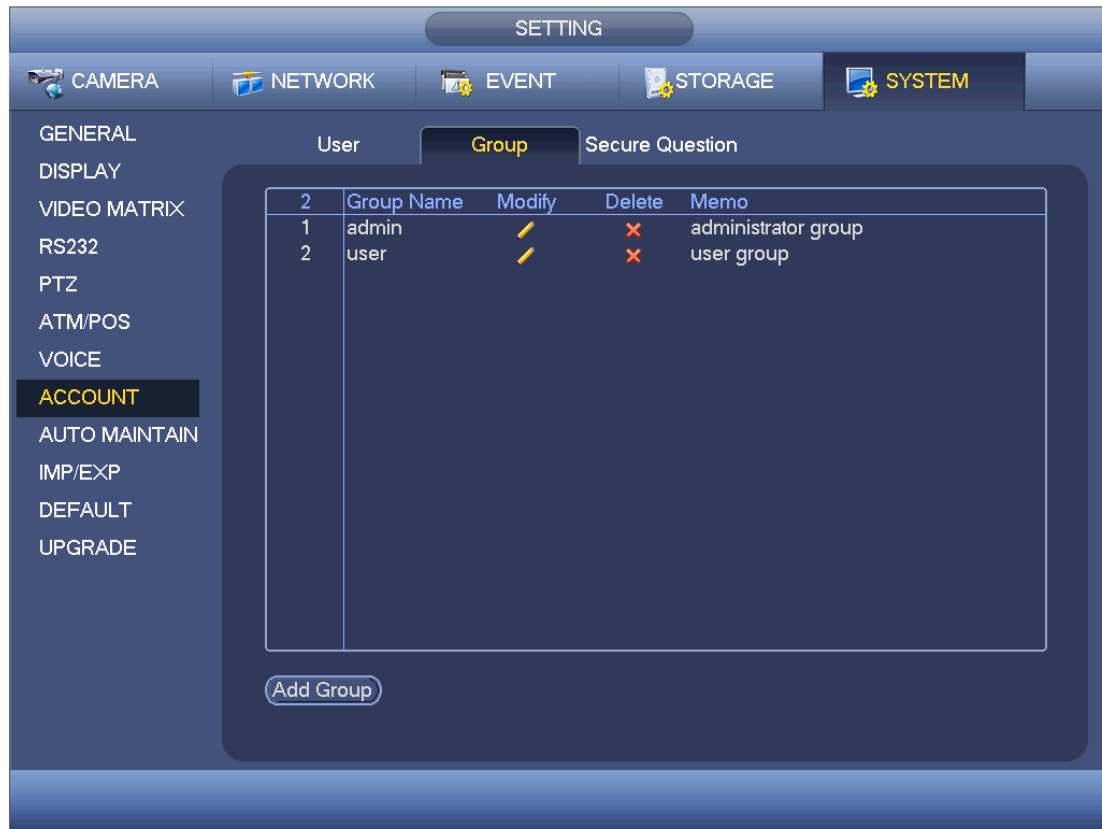 SETTING
CAMERA NETWORK EVENT STORAGE SYSTEM
GENERAL
DISPLAY
VIDEO MATRIX
RS232
PTZ
ATM/POS
VOICE
ACCOUNT
AUTO MAINTAIN
IMP/EXP
DEFAULT
UPGRADE
User Group Secure Question
2 Group Name Modify Delete Memo
1 admin administrator group
2 user user group
Add Group